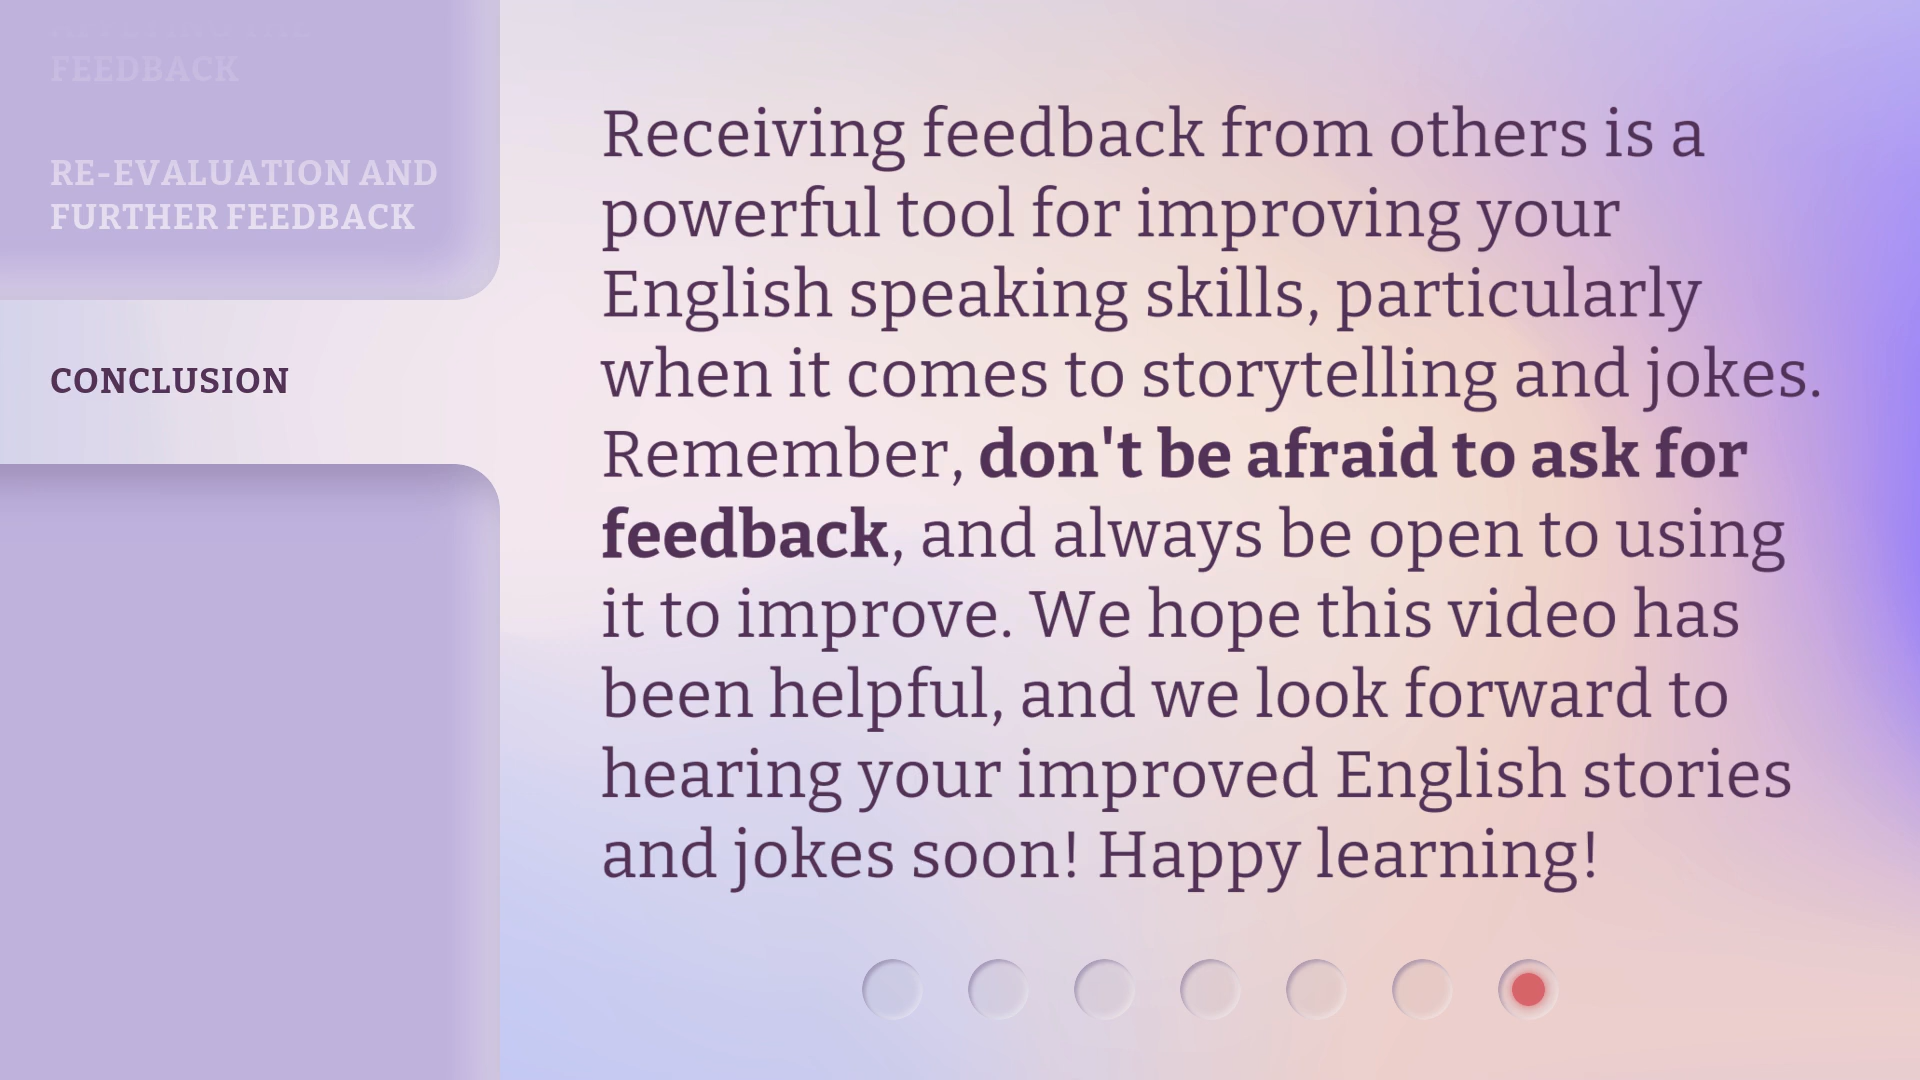 FEEDBACK
RE-EVALUATION AND
FURTHER FEEDBACK
CONCLUSION
Receiving feedback from others is a
powerful tool for improving your
English speaking skills, particularly
when it comes to storytelling and jokes.
Remember, don't be afraid to ask for
feedback, and always be open to using
it to improve. We hope this video has
been helpful, and we look forward to
hearing your improved English stories
and jokes soon! Happy learning!